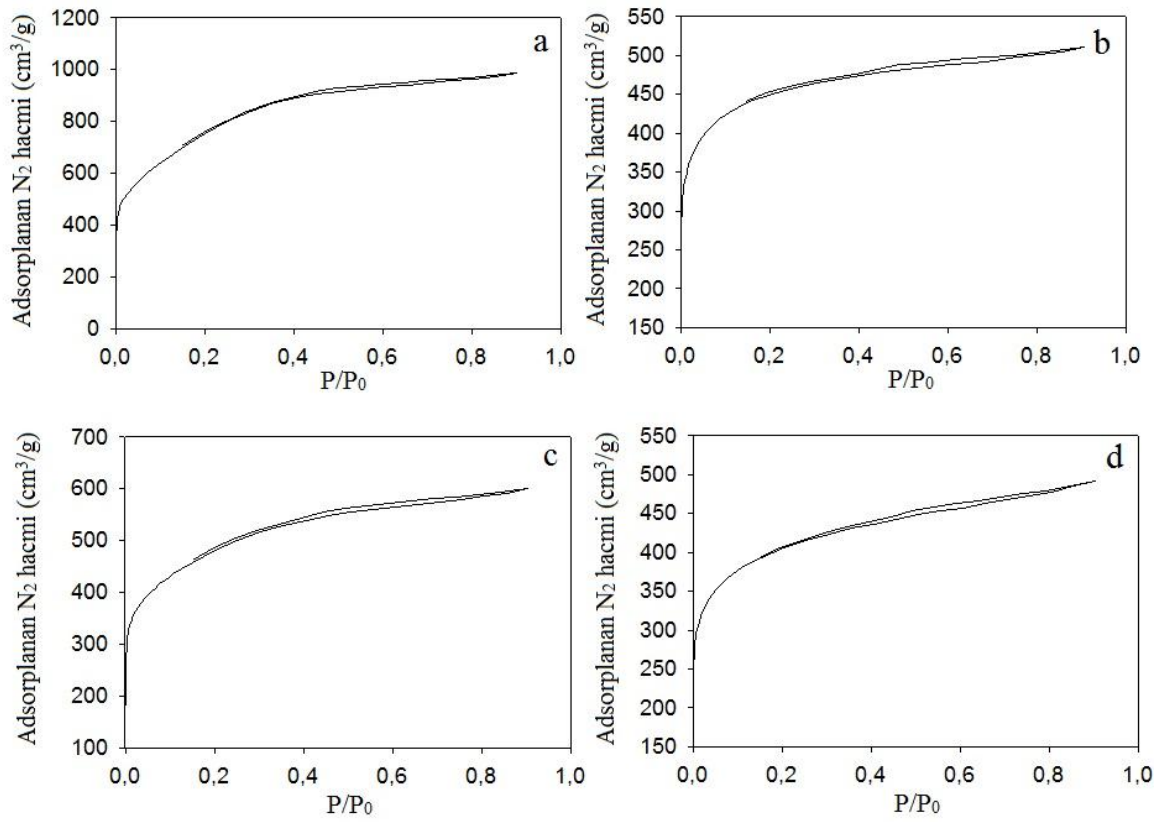 a
Adsorplanan N₂ hacmi (cm³/g)
1200
1000
800
600
400
200
0
0,0 0,2 0,4 0,6 0,8 1,0
P/P₀
b
Adsorplanan N₂ hacmi (cm³/g)
550
500
450
400
350
300
250
200
150
0,0 0,2 0,4 0,6 0,8 1,0
P/P₀
c
Adsorplanan N₂ hacmi (cm³/g)
700
600
500
400
300
200
100
0,0 0,2 0,4 0,6 0,8 1,0
P/P₀
d
Adsorplanan N₂ hacmi (cm³/g)
550
500
450
400
350
300
250
200
150
0,0 0,2 0,4 0,6 0,8 1,0
P/P₀